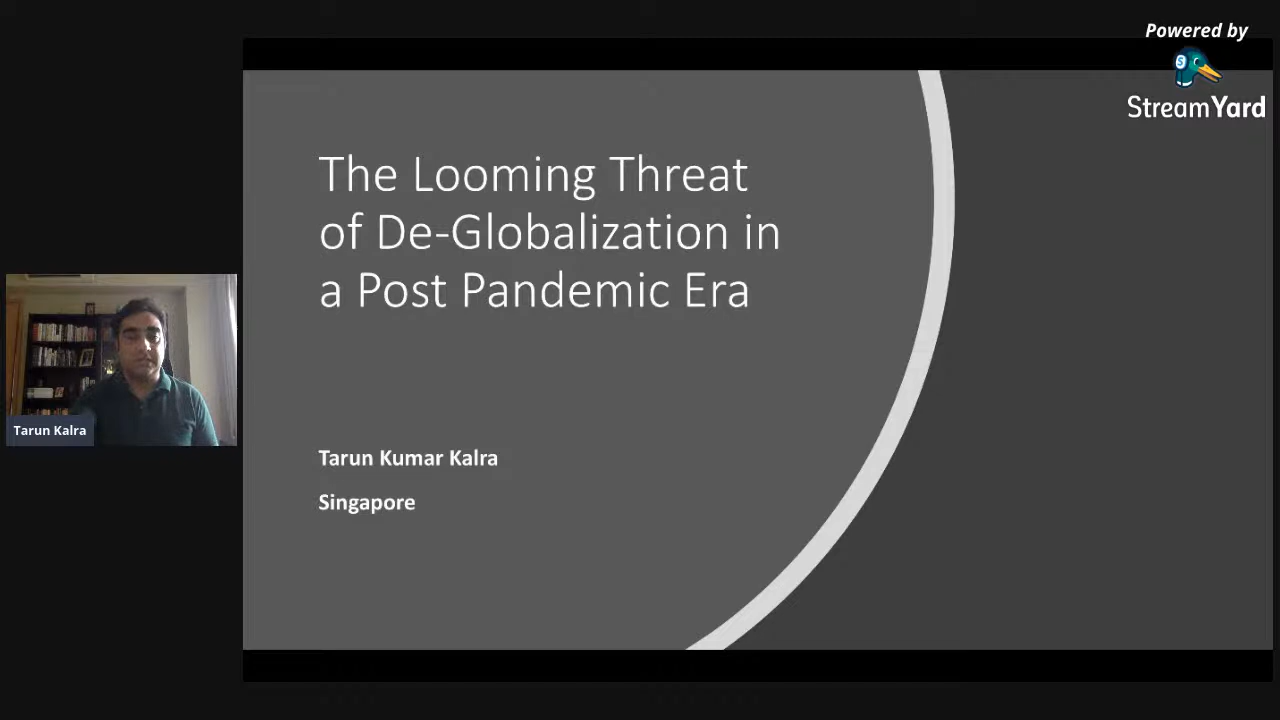 Powered by
StreamYard
The Looming Threat
of De-Globalization in
a Post Pandemic Era
Tarun Kalra
Tarun Kumar Kalra
Singapore